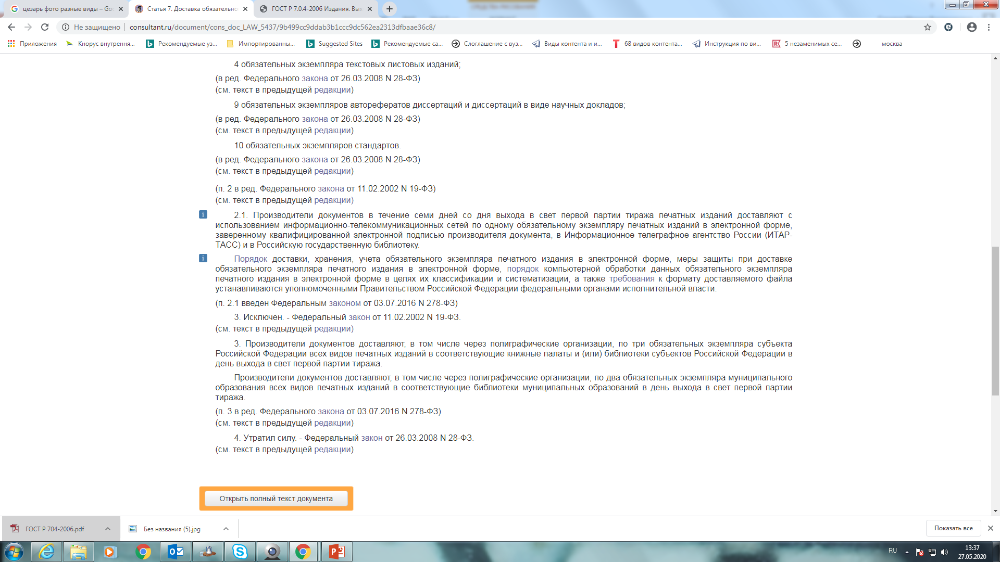 цезарь фото разные виды – Goo
Статья 7. Доставка обязательно
ГОСТ Р 7.0.4-2006 Издания. Вых
Не защищено
consultant.ru/document/cons_doc_LAW_5437/9b499cc9ddab3b1ccc9dc562ea2313dfbaae36c8/
Приложения
Кнорус внутрення...
Рекомендуемые уз...
Импортированны...
Suggested Sites
Рекомендуемые са...
Слоглашение с вуз...
Виды контента и и...
68 видов контента...
Инструкция по ви...
5 незаменимых се...
москва
4 обязательных экземпляра текстовых листовых изданий;
(в ред. Федерального закона от 26.03.2008 N 28-ФЗ)
(см. текст в предыдущей редакции)
9 обязательных экземпляров авторефератов диссертаций и диссертаций в виде научных докладов;
(в ред. Федерального закона от 26.03.2008 N 28-ФЗ)
(см. текст в предыдущей редакции)
10 обязательных экземпляров стандартов.
(в ред. Федерального закона от 26.03.2008 N 28-ФЗ)
(см. текст в предыдущей редакции)
(п. 2 в ред. Федерального закона от 11.02.2002 N 19-ФЗ)
(см. текст в предыдущей редакции)
2.1. Производители документов в течение семи дней со дня выхода в свет первой партии тиража печатных изданий доставляют с
использованием информационно-телекоммуникационных сетей по одному обязательному экземпляру печатных изданий в электронной форме,
заверенному квалифицированной электронной подписью производителя документа, в Информационное телеграфное агентство России (ИТАР-
ТАСС) и в Российскую государственную библиотеку.
Порядок доставки, хранения, учета обязательного экземпляра печатного издания в электронной форме, меры защиты при доставке
обязательного экземпляра печатного издания в электронной форме, порядок компьютерной обработки данных обязательного экземпляра
печатного издания в электронной форме в целях их классификации и систематизации, а также требования к формату доставляемого файла
устанавливаются уполномоченными Правительством Российской Федерации федеральными органами исполнительной власти.
(п. 2.1 введен Федеральным законом от 03.07.2016 N 278-ФЗ)
3. Исключен. - Федеральный закон от 11.02.2002 N 19-ФЗ.
(см. текст в предыдущей редакции)
3. Производители документов доставляют, в том числе через полиграфические организации, по три обязательных экземпляра субъекта
Российской Федерации всех видов печатных изданий в соответствующие книжные палаты и (или) библиотеки субъектов Российской Федерации в
день выхода в свет первой партии тиража.
Производители документов доставляют, в том числе через полиграфические организации, по два обязательных экземпляра муниципального
образования всех видов печатных изданий в соответствующие библиотеки муниципальных образований в день выхода в свет первой партии
тиража.
(п. 3 в ред. Федерального закона от 03.07.2016 N 278-ФЗ)
(см. текст в предыдущей редакции)
4. Утратил силу. - Федеральный закон от 26.03.2008 N 28-ФЗ.
(см. текст в предыдущей редакции)
Открыть полный текст документа
ГОСТ Р 704-2006.pdf
Без названия (5).jpg
Показать все
RU
13:37
27.05.2020